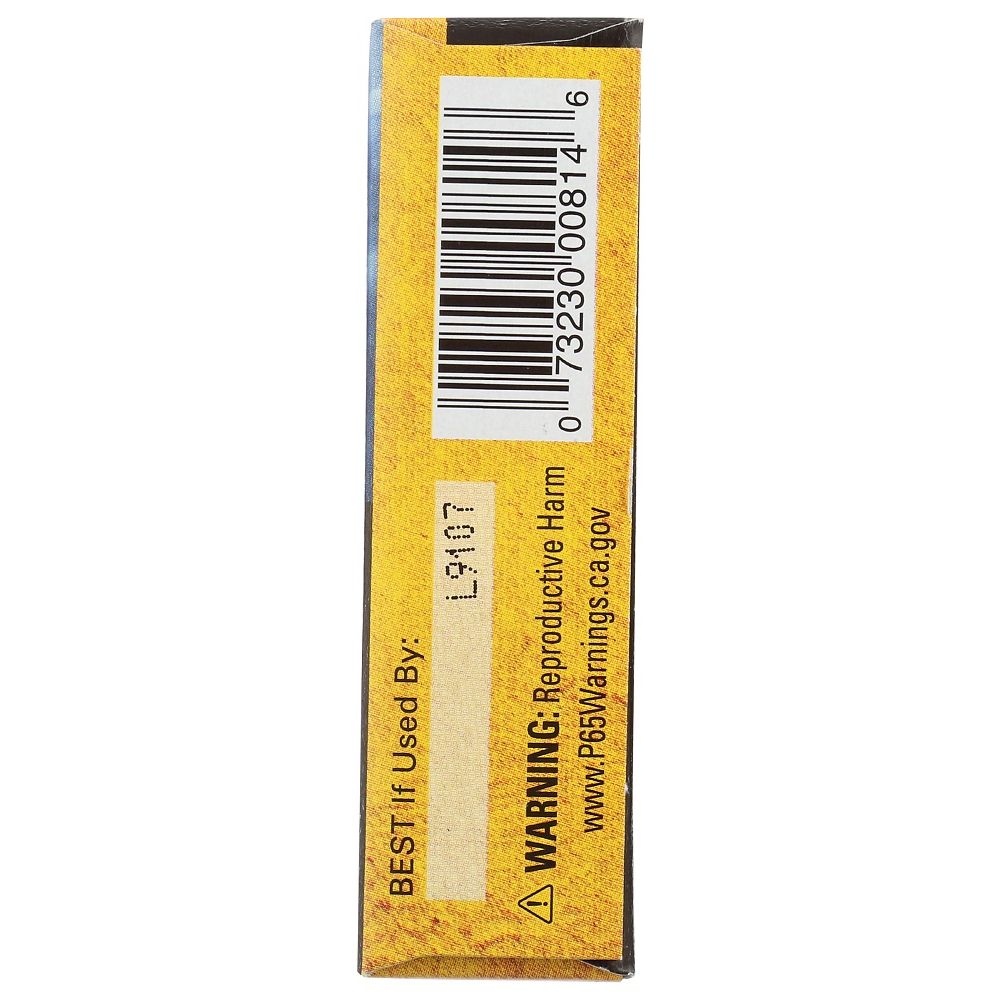 BEST If Used By:
L9107
⚠ WARNING: Reproductive Harm
www.P65Warnings.ca.gov
0 73230 00814 6